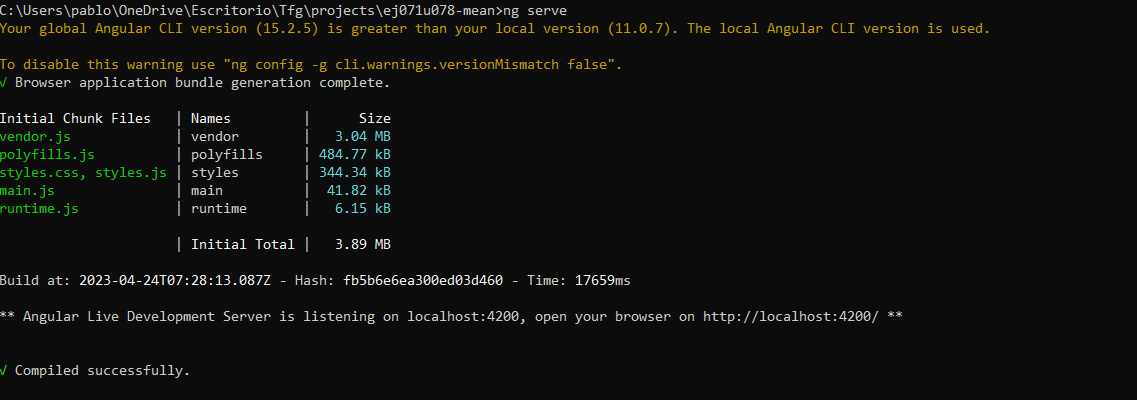 C:\Users\pablo\OneDrive\Escritorio\Tfg\projects\ej071u078-mean>ng serve
Your global Angular CLI version (15.2.5) is greater than your local version (11.0.7). The local Angular CLI version is used.
To disable this warning use "ng config -g cli.warnings.versionMismatch false".
√ Browser application bundle generation complete.
Initial Chunk Files | Names | Size
vendor.js | vendor | 3.04 MB
polyfills.js | polyfills | 484.77 kB
styles.css, styles.js | styles | 344.34 kB
main.js | main | 41.82 kB
runtime.js | runtime | 6.15 kB
| Initial Total | 3.89 MB
Build at: 2023-04-24T07:28:13.087Z - Hash: fb5b6e6ea300ed03d460 - Time: 17659ms
** Angular Live Development Server is listening on localhost:4200, open your browser on http://localhost:4200/ **
√ Compiled successfully.